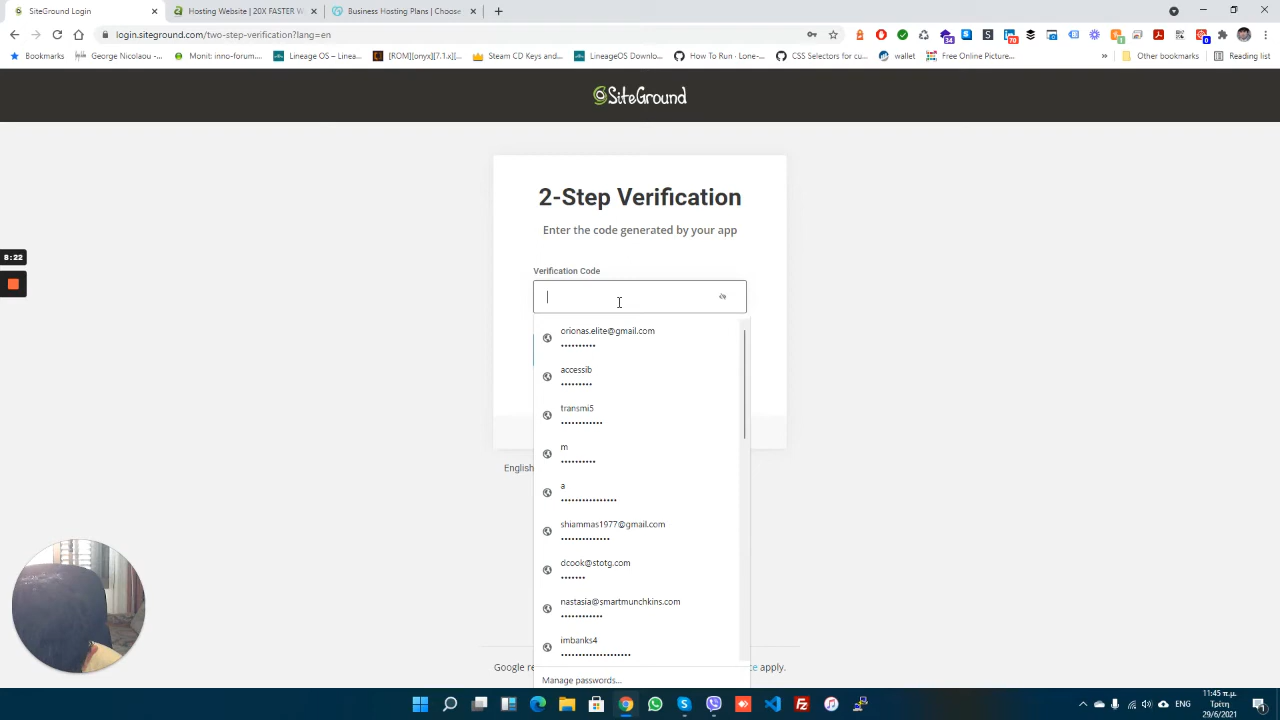 SiteGround Login
Hosting Website | 20X FASTER W
Business Hosting Plans | Choose
login.siteground.com/two-step-verification?lang=en
Bookmarks
George Nicolaou -...
Monit: inno-forum....
Lineage OS – Linea...
[ROM][onyx][7.1.x][...
Steam CD Keys and...
LineageOS Downlo...
How To Run - Lone-...
CSS Selectors for cu...
wallet
Free Online Picture...
»
Other bookmarks
Reading list
SiteGround
2-Step Verification
Enter the code generated by your app
8:22
Verification Code
orionas.elite@gmail.com
••••••••••
accessib
•••••••••
transmi5
••••••••••••
m
••••••••••
a
••••••••••••••••
English
shiammas1977@gmail.com
••••••••••••••
dcook@stotg.com
•••••••
nastasia@smartmunchkins.com
••••••••••••
imbanks4
••••••••••••••••••••
Google re
apply.
Manage passwords...
ENG
11:45 π.μ.
Τρίτη
29/6/2021